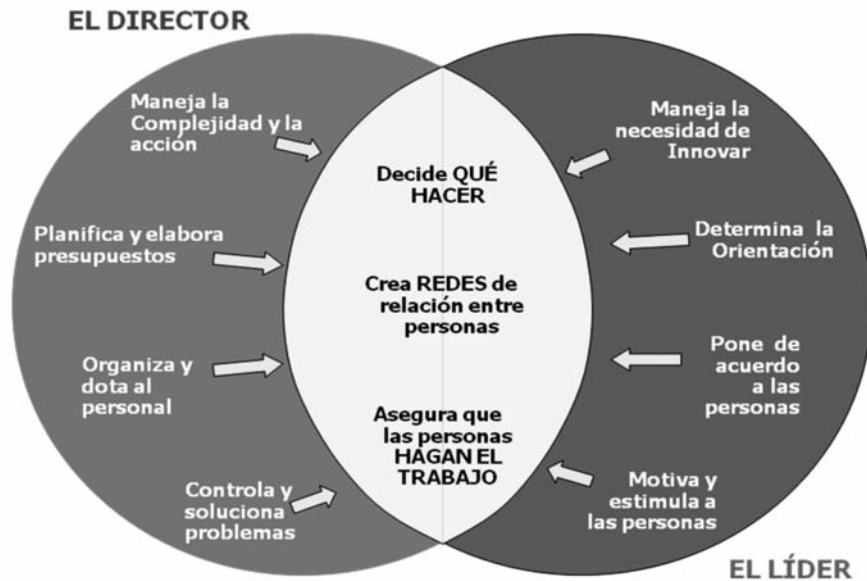 EL DIRECTOR
Maneja la
Complejidad y la
acción
Planifica y elabora
presupuestos
Organiza y
dota al
personal
Controla y
soluciona
problemas
Decide QUÉ
HACER
Crea REDES de
relación entre
personas
Asegura que
las personas
HAGAN EL
TRABAJO
Maneja la
necesidad de
Innovar
Determina la
Orientación
Pone de
acuerdo
a las
personas
Motiva y
estimula a
las personas
EL LÍDER